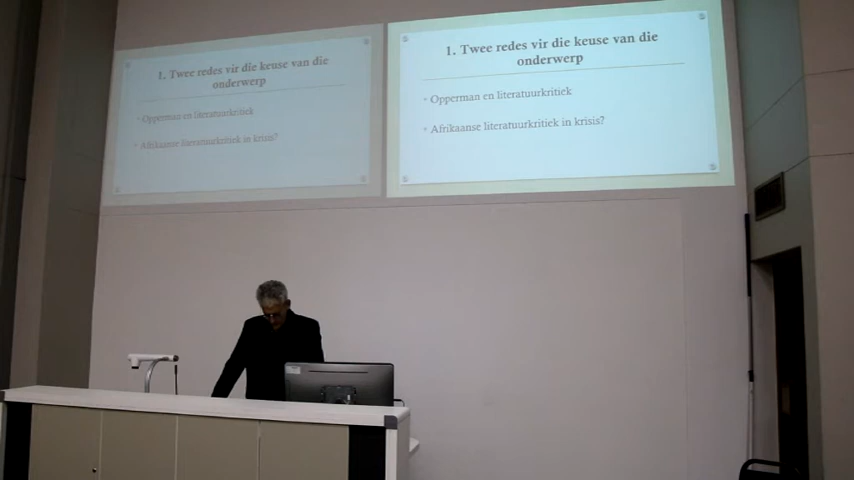 1. Twee redes vir die keuse van die
onderwerp
• Opperman en literatuurkritiek
• Afrikaanse literatuurkritiek in krisis?
1. Twee redes vir die keuse van die
onderwerp
• Opperman en literatuurkritiek
• Afrikaanse literatuurkritiek in krisis?